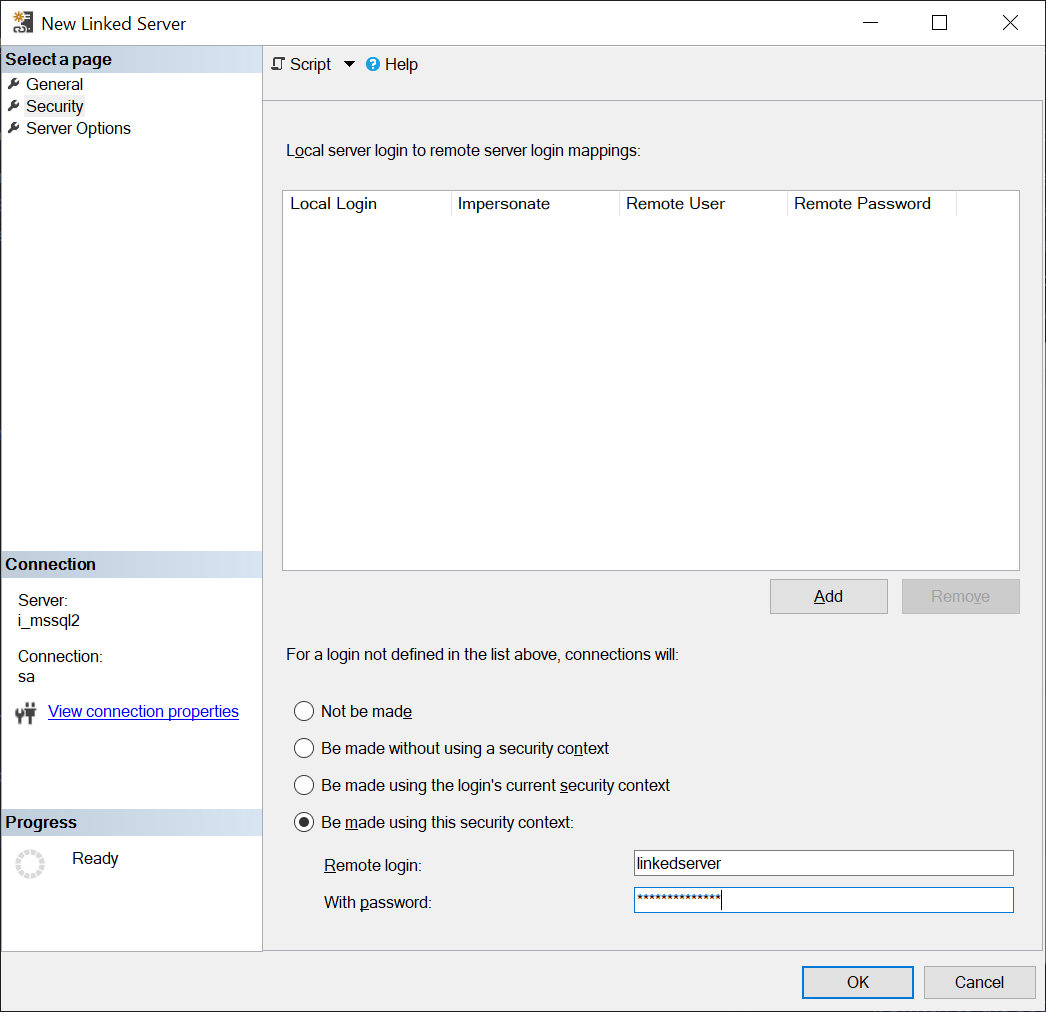 New Linked Server
Select a page
General
Security
Server Options
Script Help
Local server login to remote server login mappings:
Local Login Impersonate Remote User Remote Password
Add Remove
Connection
Server:
i_mssql2
Connection:
sa
View connection properties
For a login not defined in the list above, connections will:
Not be made
Be made without using a security context
Be made using the login's current security context
Be made using this security context:
Remote login: linkedserver
With password: **************
Progress
Ready
OK Cancel